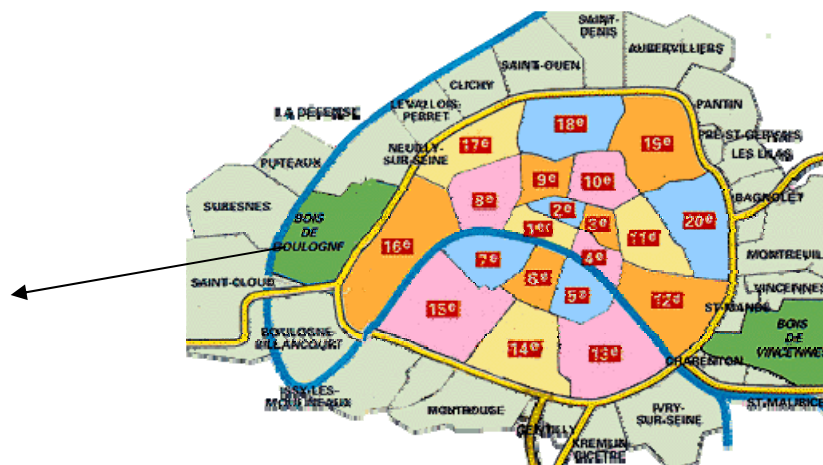 SAINT-
DENIS
AUBERVILLIERS
SAINT-OUEN
CLICHY
LEVALLOIS-
PERRET
LA DÉFENSE
PANTIN
PRÉ-ST-GERVAIS
LES LILAS
NEUILLY-
SUR-SEINE
PUTEAUX
SURESNES
BAGNOLET
BOIS
DE
BOULOGNE
MONTREUIL
SAINT-CLOUD
VINCENNES
ST-MANDÉ
BOIS
DE
VINCENNES
BOULOGNE-
BILLANCOURT
CHARENTON
ISSY-LES-
MOULINEAUX
MONTROUGE
GENTILLY
KREMLIN
BICETRE
IVRY-
SUR-SEINE
ST-MAURICE
18e
17e
19e
9e
10e
8e
2e
3e
1er
11e
20e
16e
7e
4e
6e
5e
12e
15e
14e
13e